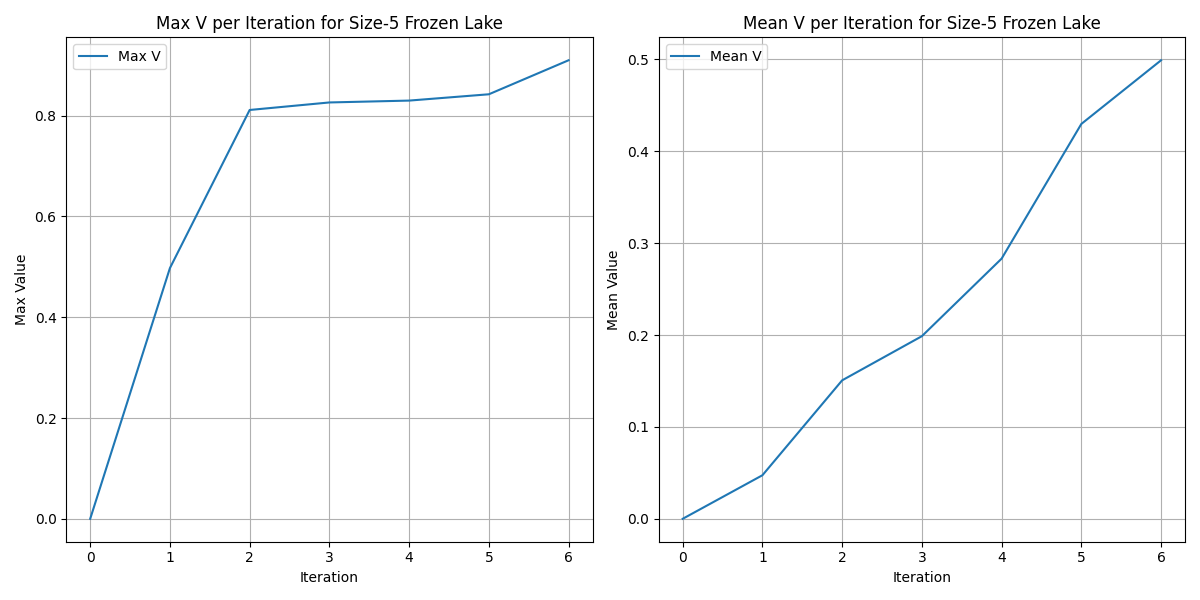 Max V per Iteration for Size-5 Frozen Lake
Max V
Max Value
0.8
0.6
0.4
0.2
0.0
0 1 2 3 4 5 6
Iteration
Mean V per Iteration for Size-5 Frozen Lake
Mean V
Mean Value
0.5
0.4
0.3
0.2
0.1
0.0
0 1 2 3 4 5 6
Iteration